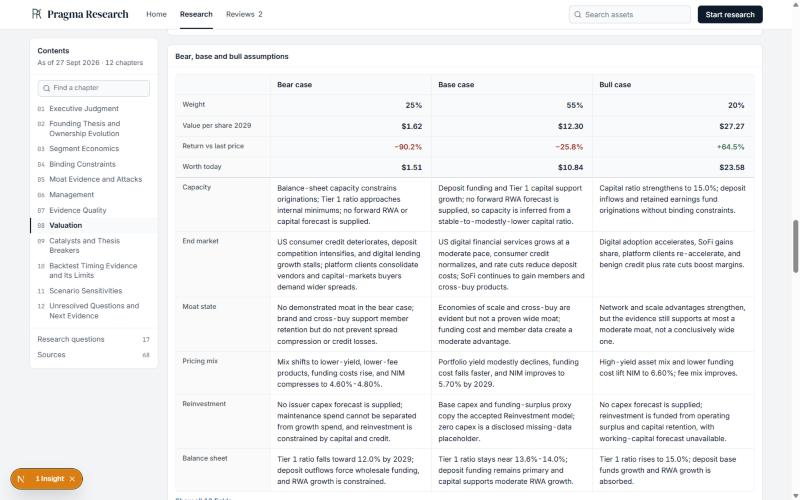 Pragma Research
Home
Research
Reviews 2
Search assets
Start research
Contents
As of 27 Sept 2026 · 12 chapters
Find a chapter
01 Executive Judgment
02 Founding Thesis and
Ownership Evolution
03 Segment Economics
04 Binding Constraints
05 Moat Evidence and Attacks
06 Management
07 Evidence Quality
08 Valuation
09 Catalysts and Thesis
Breakers
10 Backtest Timing Evidence
and Its Limits
11 Scenario Sensitivities
12 Unresolved Questions and
Next Evidence
Research questions 17
Sources 68
1 Insight
Bear, base and bull assumptions
Bear case Base case Bull case
Weight 25% 55% 20%
Value per share 2029 $1.62 $12.30 $27.27
Return vs last price −90.2% −25.8% +64.5%
Worth today $1.51 $10.84 $23.58
Capacity
Balance-sheet capacity constrains
originations; Tier 1 ratio approaches
internal minimums; no forward RWA or
capital forecast is supplied.
Deposit funding and Tier 1 capital support
growth; no forward RWA forecast is
supplied, so capacity is inferred from a
stable-to-modestly-lower capital ratio.
Capital ratio strengthens to 15.0%; deposit
inflows and retained earnings fund
originations without binding constraints.
End market
US consumer credit deteriorates, deposit
competition intensifies, and digital lending
growth stalls; platform clients consolidate
vendors and capital-markets buyers
demand wider spreads.
US digital financial services grows at a
moderate pace, consumer credit
normalizes, and rate cuts reduce deposit
costs; SoFi continues to gain members and
cross-buy products.
Digital adoption accelerates, SoFi gains
share, platform clients re-accelerate, and
benign credit plus rate cuts boost margins.
Moat state
No demonstrated moat in the bear case;
brand and cross-buy support member
retention but do not prevent spread
compression or credit losses.
Economies of scale and cross-buy are
evident but not a proven wide moat;
funding cost and member data create a
moderate advantage.
Network and scale advantages strengthen,
but the evidence still supports at most a
moderate moat, not a conclusively wide
one.
Pricing mix
Mix shifts to lower-yield, lower-fee
products, funding costs rise, and NIM
compresses to 4.60%-4.80%.
Portfolio yield modestly declines, funding
cost falls faster, and NIM improves to
5.70% by 2029.
High-yield asset mix and lower funding
cost lift NIM to 6.60%; fee mix improves.
Reinvestment
No issuer capex forecast is supplied;
maintenance spend cannot be separated
from growth spend, and reinvestment is
constrained by capital and credit.
Base capex and funding-surplus proxy
copy the accepted Reinvestment model;
zero capex is a disclosed missing-data
placeholder.
No capex forecast is supplied;
reinvestment is funded from operating
surplus and capital retention, with
working-capital forecast unavailable.
Balance sheet
Tier 1 ratio falls toward 12.0% by 2029;
deposit outflows force wholesale funding,
and RWA growth is constrained.
Tier 1 ratio stays near 13.6%-14.0%;
deposit funding remains primary and
capital supports moderate RWA growth.
Tier 1 ratio rises to 15.0%; deposit base
funds growth and RWA growth is
absorbed.